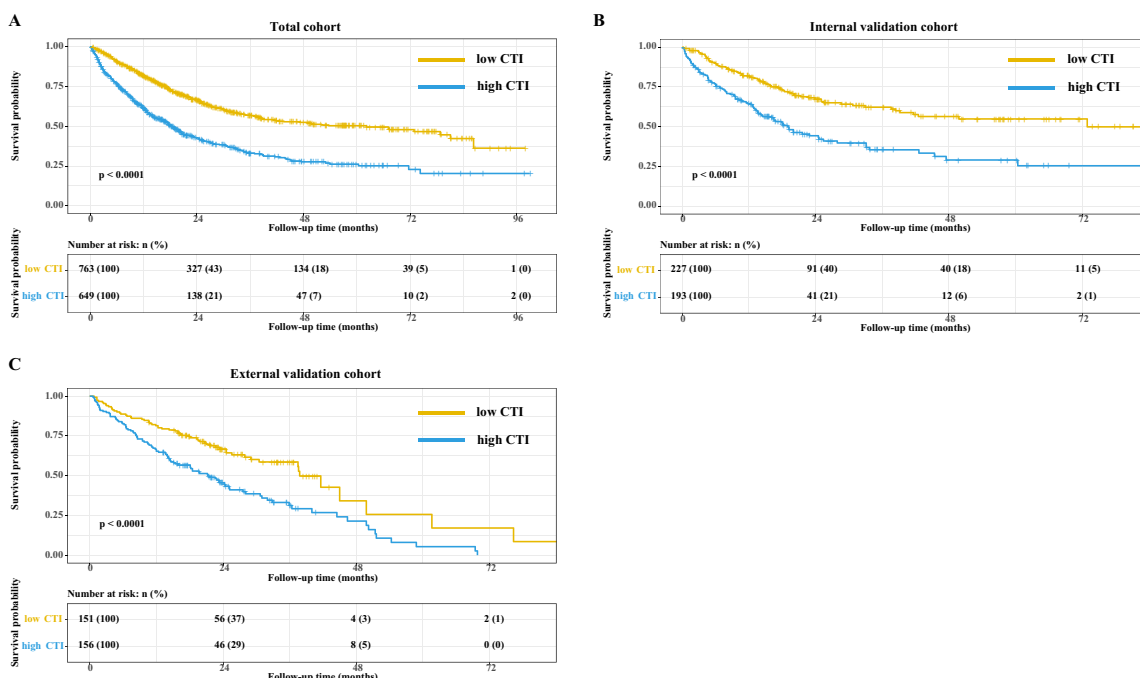 A
Total cohort
Survival probability
1.00
0.75
0.50
0.25
0.00
low CTI
high CTI
p < 0.0001
0 24 48 72 96
Follow-up time (months)
Number at risk: n (%)
Survival probability
low CTI 763 (100) 327 (43) 134 (18) 39 (5) 1 (0)
high CTI 649 (100) 138 (21) 47 (7) 10 (2) 2 (0)
0 24 48 72 96
Follow-up time (months)
B
Internal validation cohort
Survival probability
1.00
0.75
0.50
0.25
0.00
low CTI
high CTI
p < 0.0001
0 24 48 72
Follow-up time (months)
Number at risk: n (%)
Survival probability
low CTI 227 (100) 91 (40) 40 (18) 11 (5)
high CTI 193 (100) 41 (21) 12 (6) 2 (1)
0 24 48 72
Follow-up time (months)
C
External validation cohort
Survival probability
1.00
0.75
0.50
0.25
0.00
low CTI
high CTI
p < 0.0001
0 24 48 72
Follow-up time (months)
Number at risk: n (%)
Survival probability
low CTI 151 (100) 56 (37) 4 (3) 2 (1)
high CTI 156 (100) 46 (29) 8 (5) 0 (0)
0 24 48 72
Follow-up time (months)